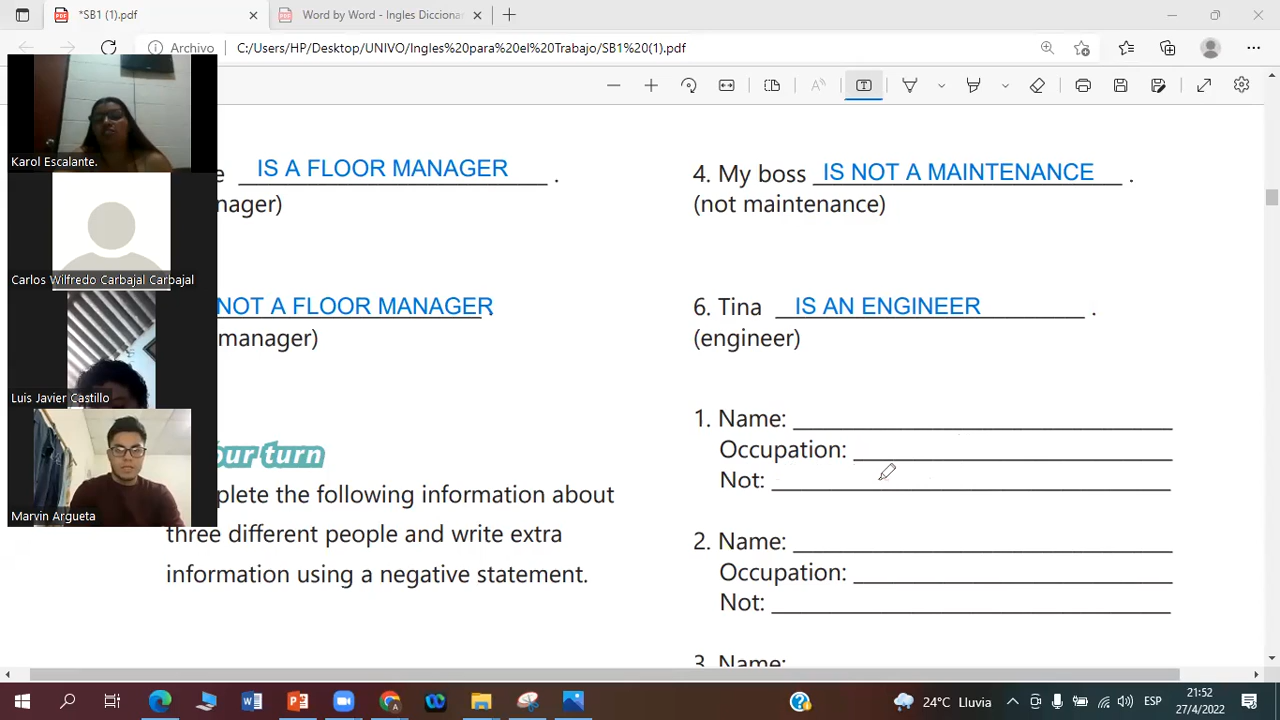 *SB1 (1).pdf
Word by Word - Ingles Dicciona
Archivo
C:/Users/HP/Desktop/UNIVO/Ingles%20para%20el%20Trabajo/SB1%20(1).pdf
Karol Escalante.
Carlos Wilfredo Carbajal Carbajal
Luis Javier Castillo
Marvin Argueta
e IS A FLOOR MANAGER .
nager)
NOT A FLOOR MANAGER.
manager)
our turn
plete the following information about
three different people and write extra
information using a negative statement.
4. My boss IS NOT A MAINTENANCE .
(not maintenance)
6. Tina IS AN ENGINEER .
(engineer)
1. Name:
Occupation:
Not:
2. Name:
Occupation:
Not:
3. Name:
24°C Lluvia
ESP
21:52
27/4/2022